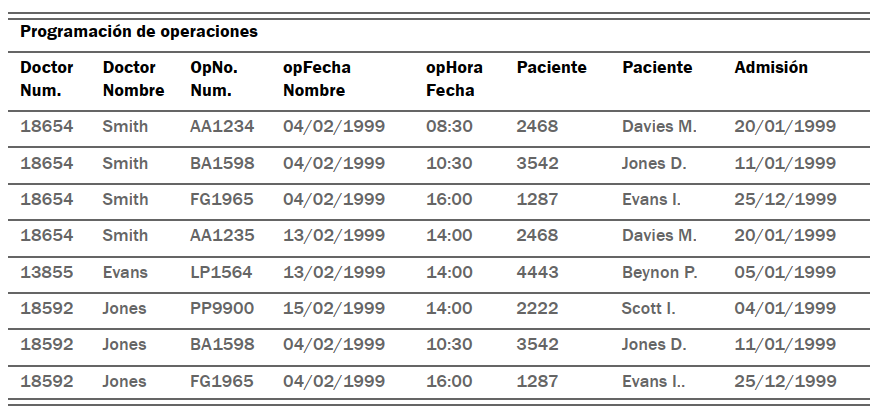 Programación de operaciones
Doctor Doctor OpNo. opFecha opHora Paciente Paciente Admisión
Num. Nombre Num. Nombre Fecha
18654 Smith AA1234 04/02/1999 08:30 2468 Davies M. 20/01/1999
18654 Smith BA1598 04/02/1999 10:30 3542 Jones D. 11/01/1999
18654 Smith FG1965 04/02/1999 16:00 1287 Evans I. 25/12/1999
18654 Smith AA1235 13/02/1999 14:00 2468 Davies M. 20/01/1999
13855 Evans LP1564 13/02/1999 14:00 4443 Beynon P. 05/01/1999
18592 Jones PP9900 15/02/1999 14:00 2222 Scott I. 04/01/1999
18592 Jones BA1598 04/02/1999 10:30 3542 Jones D. 11/01/1999
18592 Jones FG1965 04/02/1999 16:00 1287 Evans I.. 25/12/1999